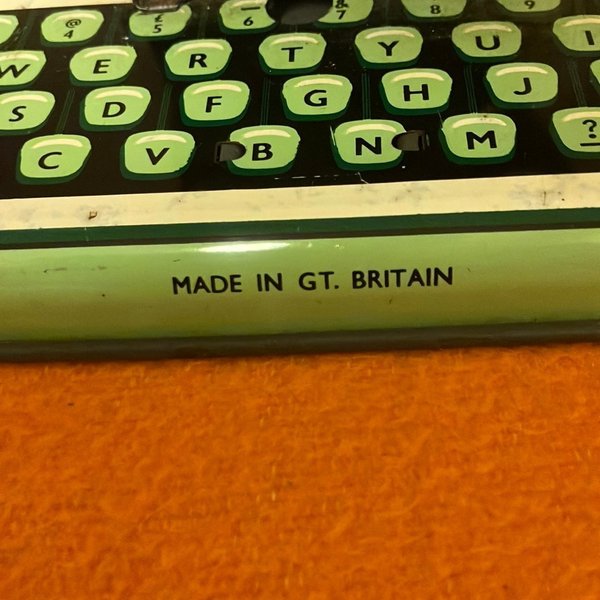 @ 4 £ 5 – 6 & 7 8 9
W E R T Y U I
S D F G H J
C V B N M ?
MADE IN GT. BRITAIN